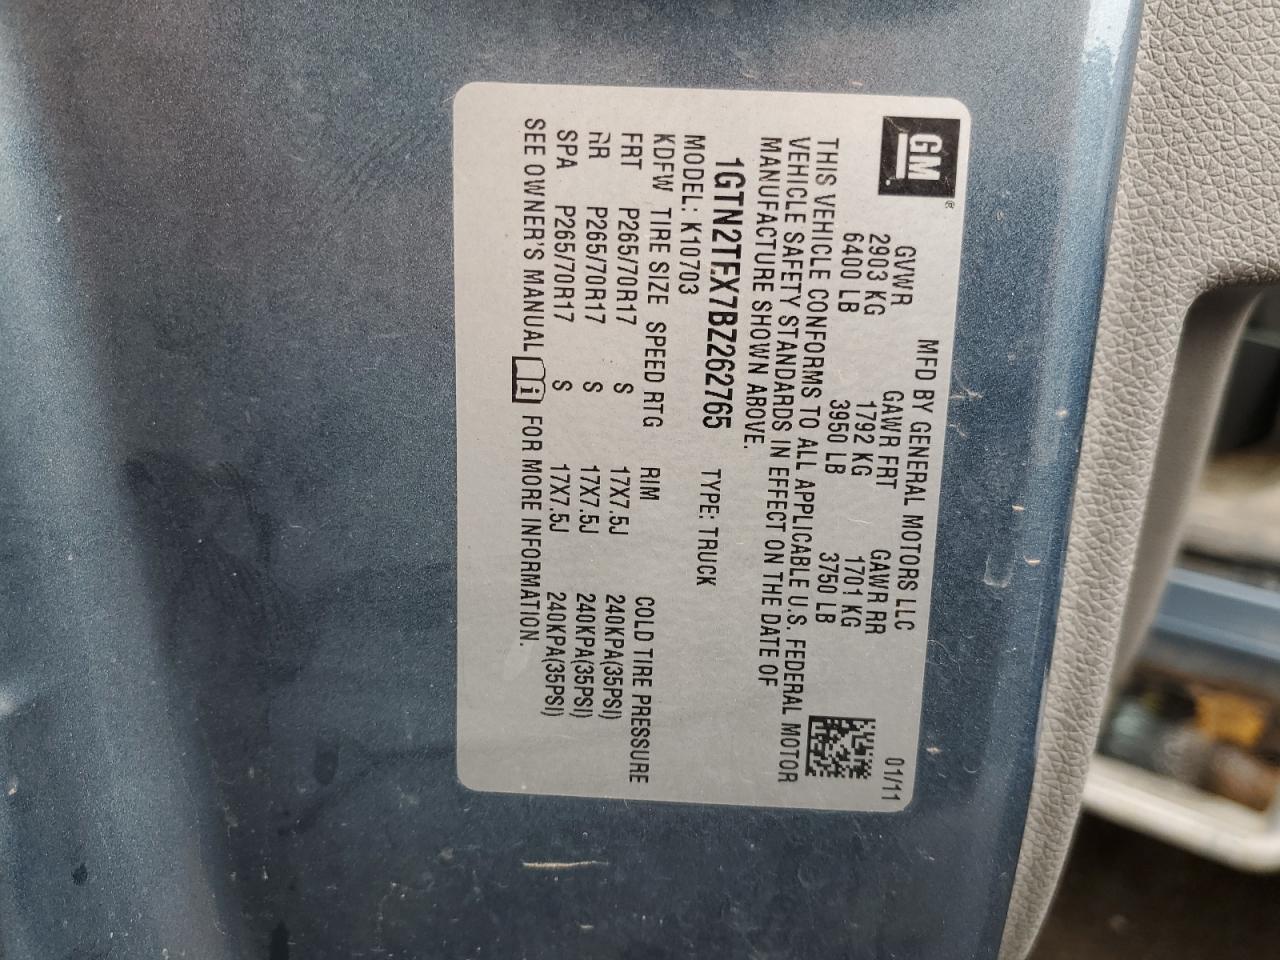 GM®
MFD BY GENERAL MOTORS LLC 01/11
GVWR GAWR FRT GAWR RR
2903 KG 1792 KG 1701 KG
6400 LB 3950 LB 3750 LB
THIS VEHICLE CONFORMS TO ALL APPLICABLE U.S. FEDERAL MOTOR
VEHICLE SAFETY STANDARDS IN EFFECT ON THE DATE OF
MANUFACTURE SHOWN ABOVE.
1GTN2TEX7BZ262765 TYPE: TRUCK
MODEL: K10703
KDFW TIRE SIZE SPEED RTG RIM COLD TIRE PRESSURE
FRT P265/70R17 S 17X7.5J 240KPA(35PSI)
RR P265/70R17 S 17X7.5J 240KPA(35PSI)
SPA P265/70R17 S 17X7.5J 240KPA(35PSI)
SEE OWNER'S MANUAL i FOR MORE INFORMATION.